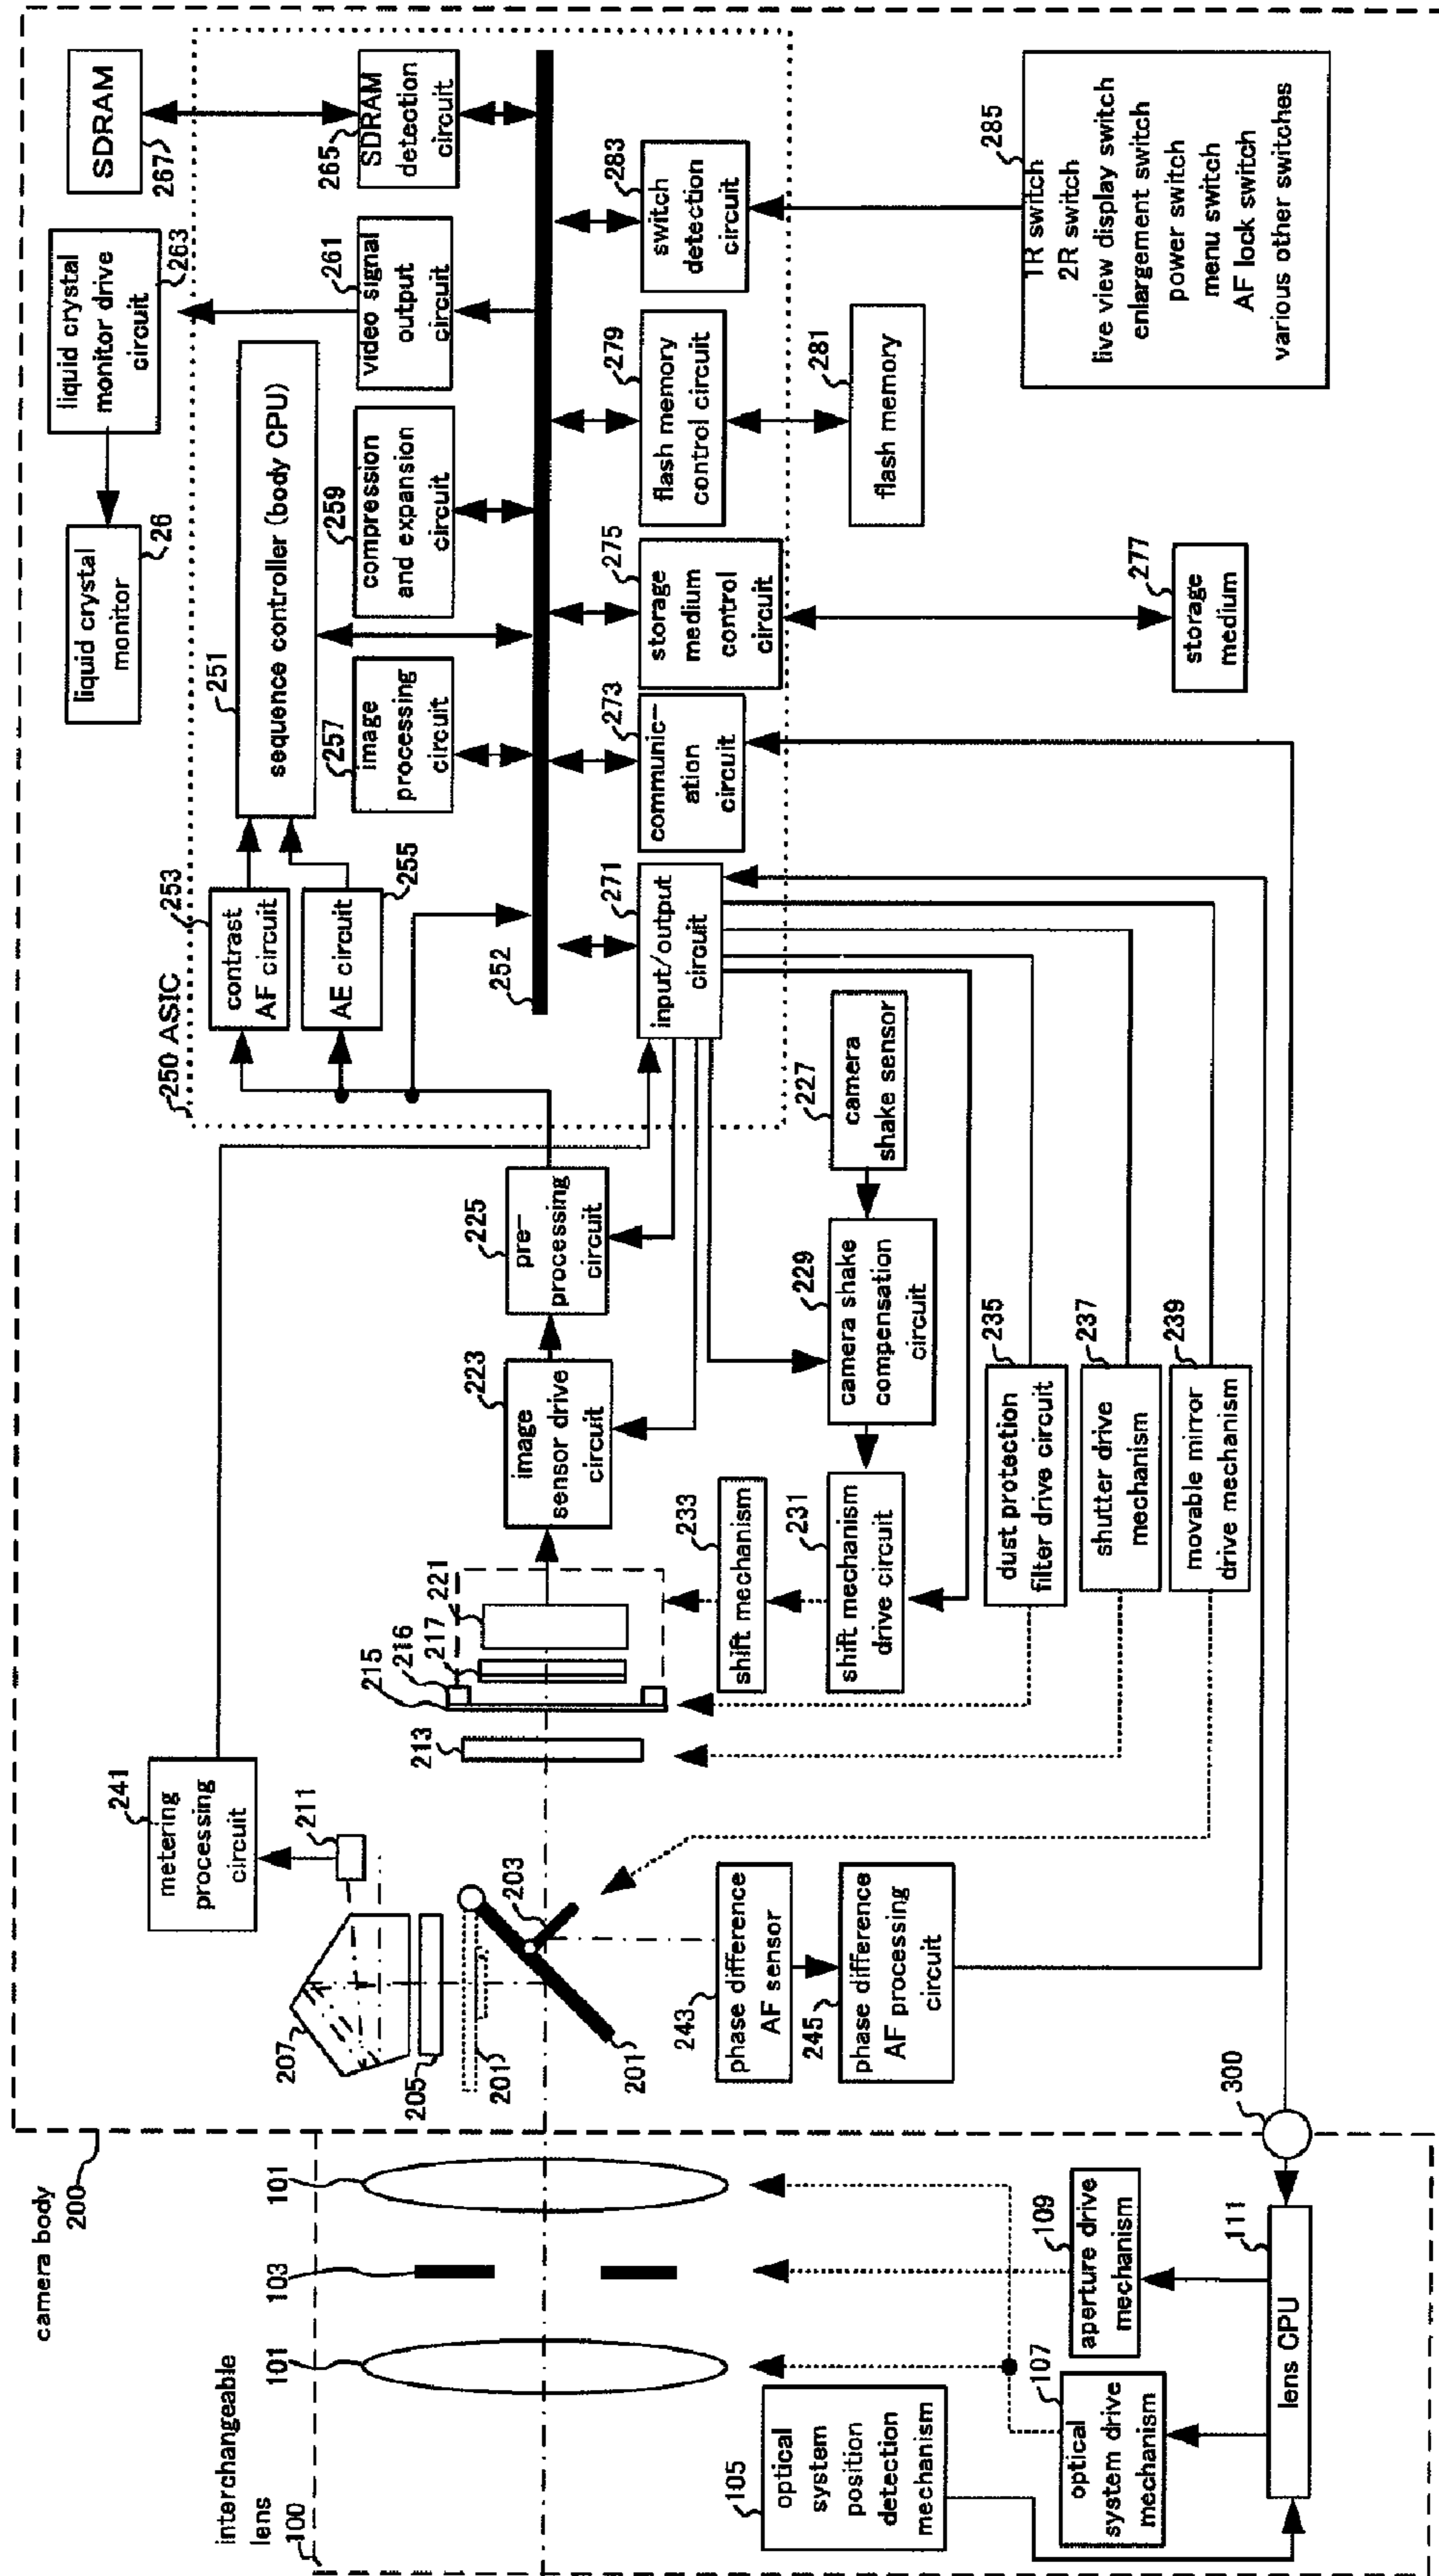 camera body
200
interchangeable
lens
100
101
103
101
105
optical
system
position
detection
mechanism
107
optical
system drive
mechanism
109
aperture drive
mechanism
111
lens CPU
300
241
metering
processing
circuit
211
207
205
201
201
203
213
215
216
217
221
243
phase difference
AF sensor
245
phase difference
AF processing
circuit
223
image
sensor drive
circuit
225
pre-
processing
circuit
227
camera
shake sensor
229
camera shake
compensation
circuit
231
shift mechanism
drive circuit
233
shift mechanism
235
dust protection
filter drive circuit
237
shutter drive
mechanism
239
movable mirror
drive mechanism
250 ASIC
253
contrast
AF circuit
255
AE circuit
251
sequence controller (body CPU)
252
257
image
processing
circuit
259
compression
and expansion
circuit
261
video signal
output
circuit
265
SDRAM
detection
circuit
267
SDRAM
263
liquid crystal
monitor drive
circuit
26
liquid crystal
monitor
271
input/output
circuit
273
communic-
ation
circuit
275
storage
medium
control
circuit
277
storage
medium
279
flash memory
control circuit
281
flash memory
283
switch
detection
circuit
285
1R switch
2R switch
live view display switch
enlargement switch
power switch
menu switch
AF lock switch
various other switches